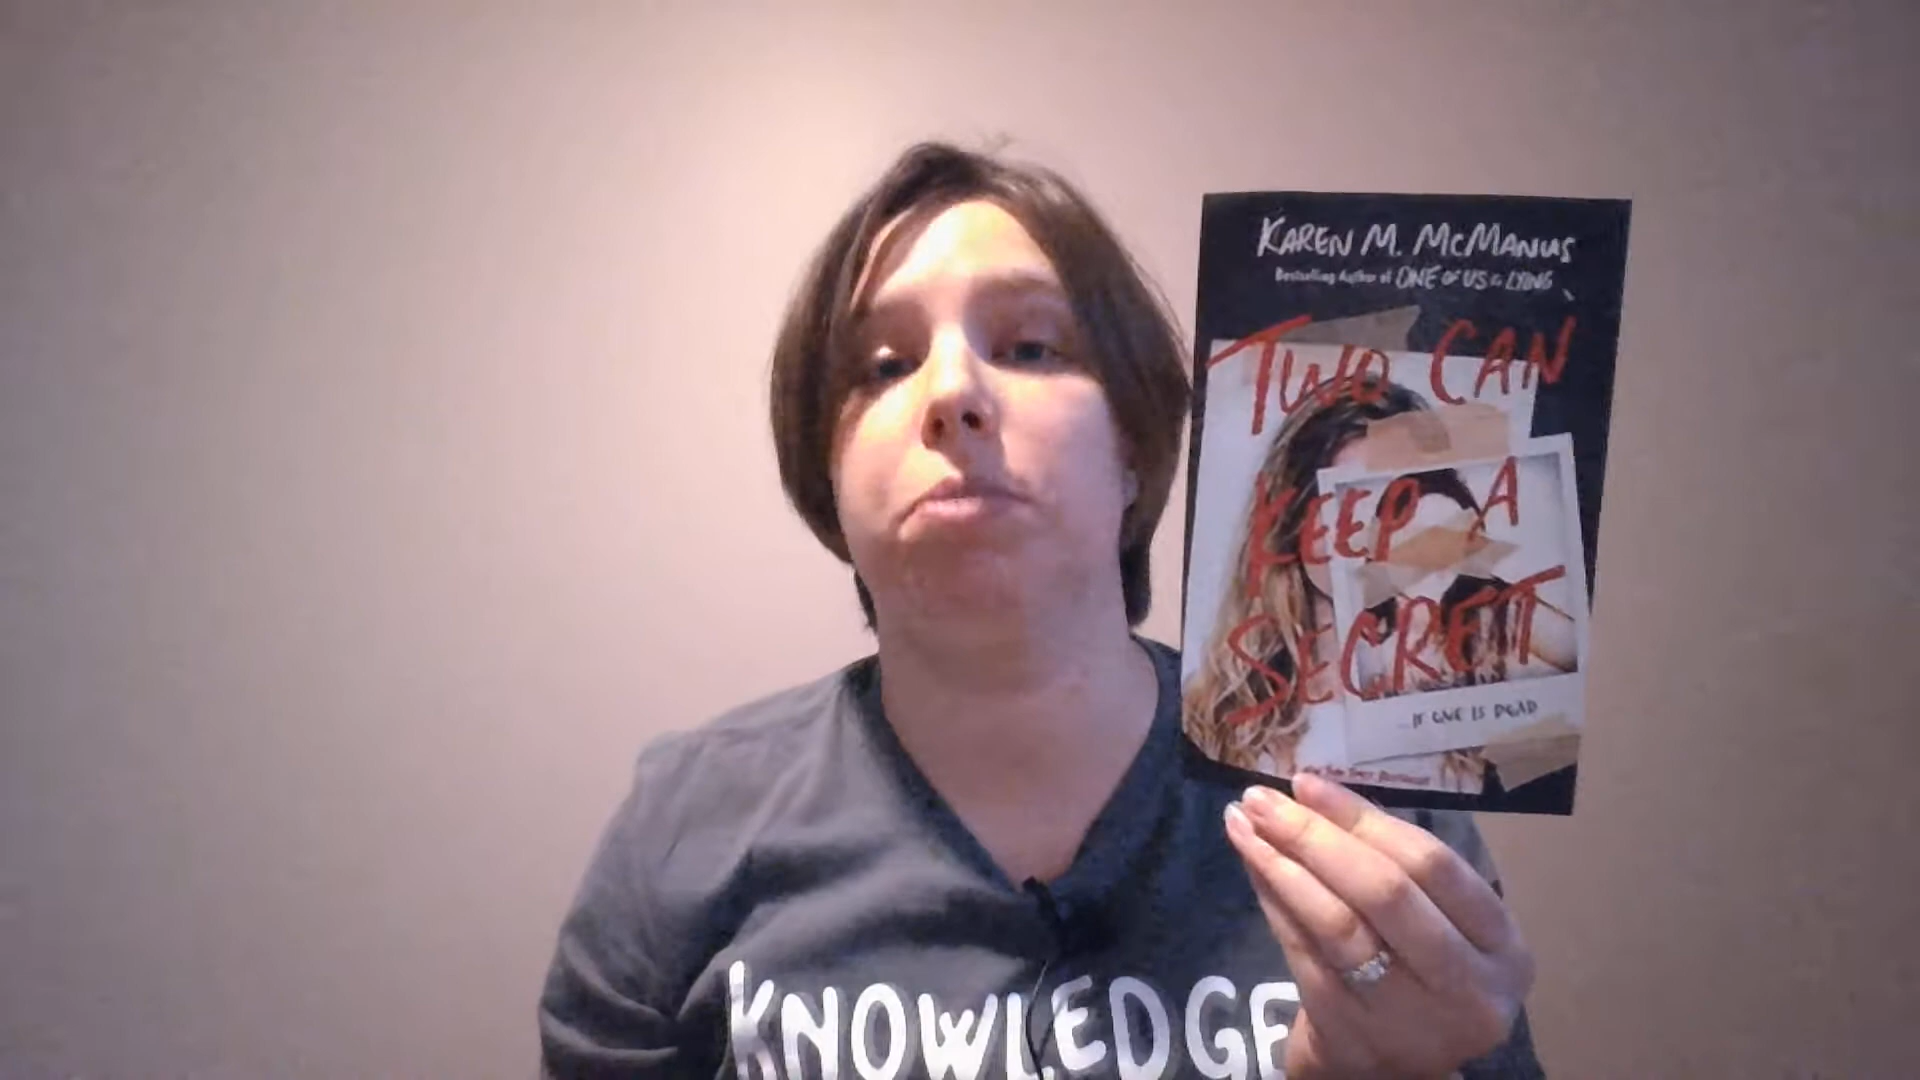 KAREN M. MCMANUS
Bestselling Author of ONE OF US IS LYING
TWO CAN
KEEP A
SECRET
...IF ONE IS DEAD
KNOWLEDGE